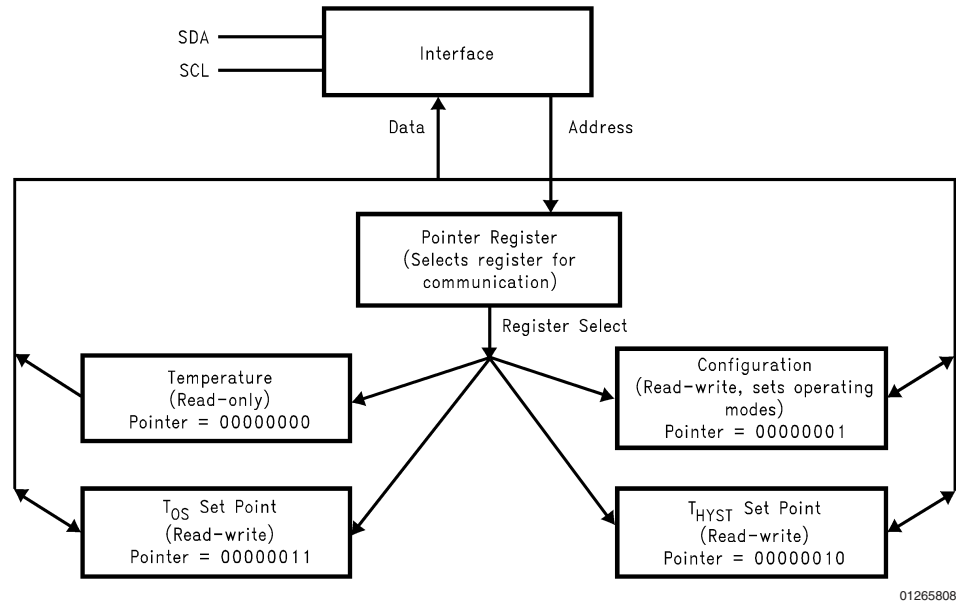 SDA
SCL
Interface
Data
Address
Pointer Register
(Selects register for
communication)
Register Select
Temperature
(Read-only)
Pointer = 00000000
Configuration
(Read-write, sets operating
modes)
Pointer = 00000001
TOS Set Point
(Read-write)
Pointer = 00000011
THYST Set Point
(Read-write)
Pointer = 00000010
01265808